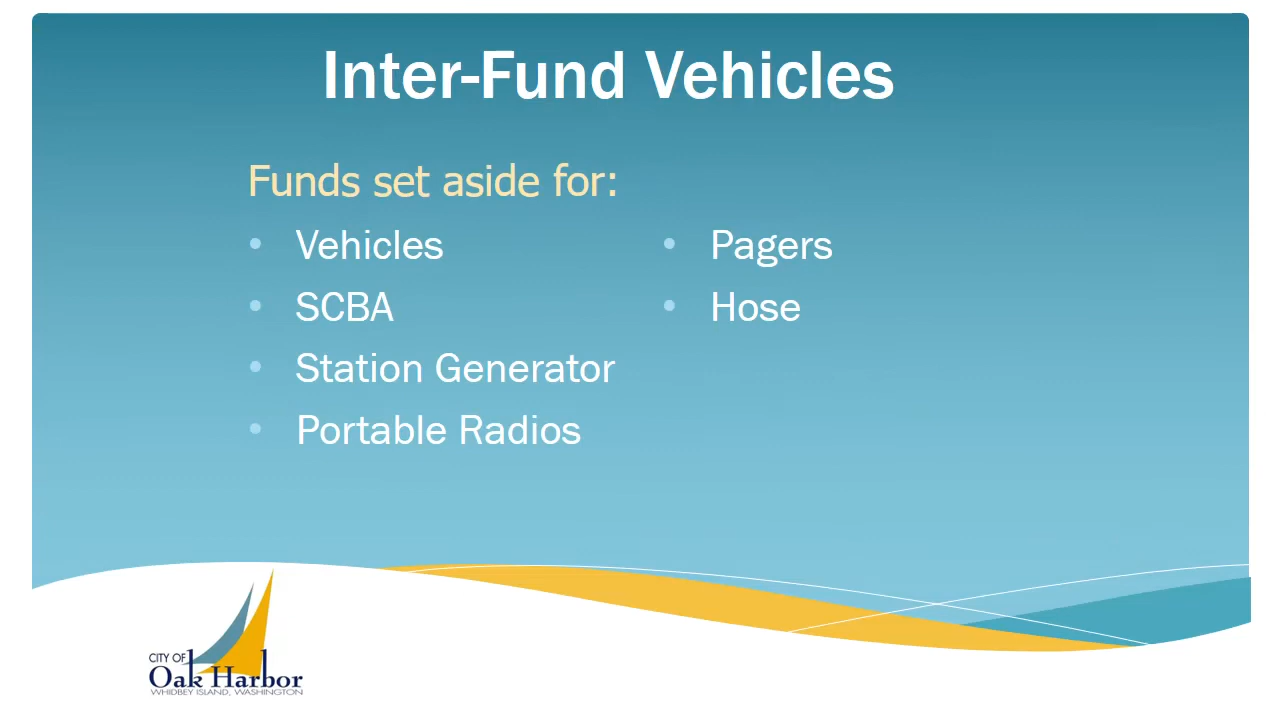 Inter-Fund Vehicles
Funds set aside for:
• Vehicles
• SCBA
• Station Generator
• Portable Radios
• Pagers
• Hose
CITY OF
Oak Harbor
WHIDBEY ISLAND, WASHINGTON